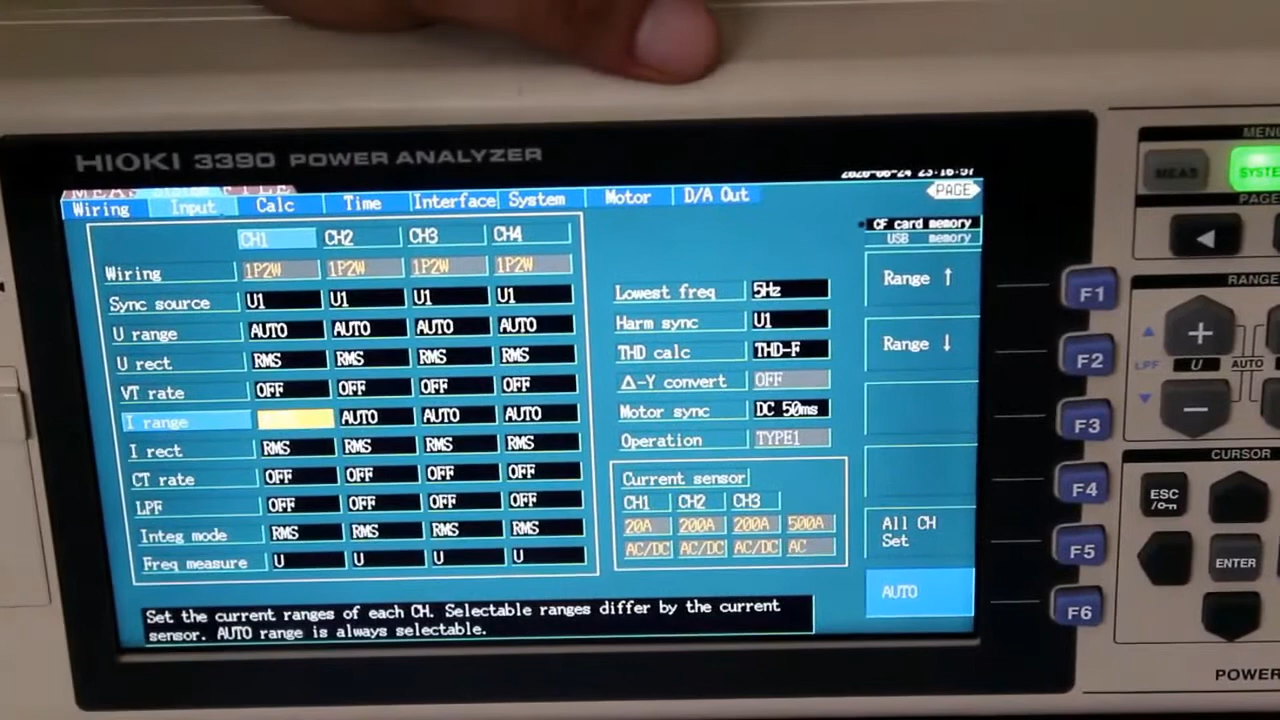 HIOKI 3390 POWER ANALYZER
MENU
MEAS
SYSTE
PAGE
Wiring Input Calc Time Interface System Motor D/A Out
PAGE
CF card memory
USB memory
CH1 CH2 CH3 CH4
Wiring 1P2W 1P2W 1P2W 1P2W
Sync source U1 U1 U1 U1
U range AUTO AUTO AUTO AUTO
U rect RMS RMS RMS RMS
VT rate OFF OFF OFF OFF
I range AUTO AUTO AUTO
I rect RMS RMS RMS RMS
CT rate OFF OFF OFF OFF
LPF OFF OFF OFF OFF
Integ mode RMS RMS RMS RMS
Freq measure U U U U
Lowest freq 5Hz
Harm sync U1
THD calc THD-F
Δ-Y convert OFF
Motor sync DC 50ms
Operation TYPE1
Current sensor
CH1 CH2 CH3
20A 200A 200A 500A
AC/DC AC/DC AC/DC AC
Range ↑
Range ↓
All CH
Set
AUTO
Set the current ranges of each CH. Selectable ranges differ by the current
sensor. AUTO range is always selectable.
F1
F2
F3
F4
F5
F6
RANGE
+
LPF U AUTO
−
CURSOR
ESC
ENTER
POWER